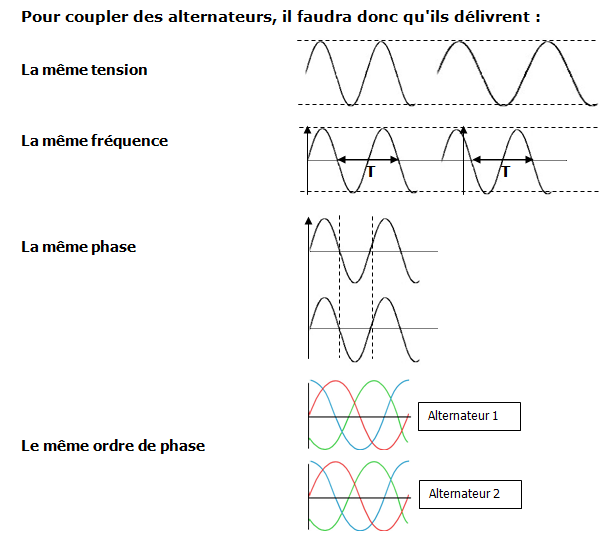 Pour coupler des alternateurs, il faudra donc qu'ils délivrent :
La même tension
La même fréquence
T
T
La même phase
Alternateur 1
Le même ordre de phase
Alternateur 2